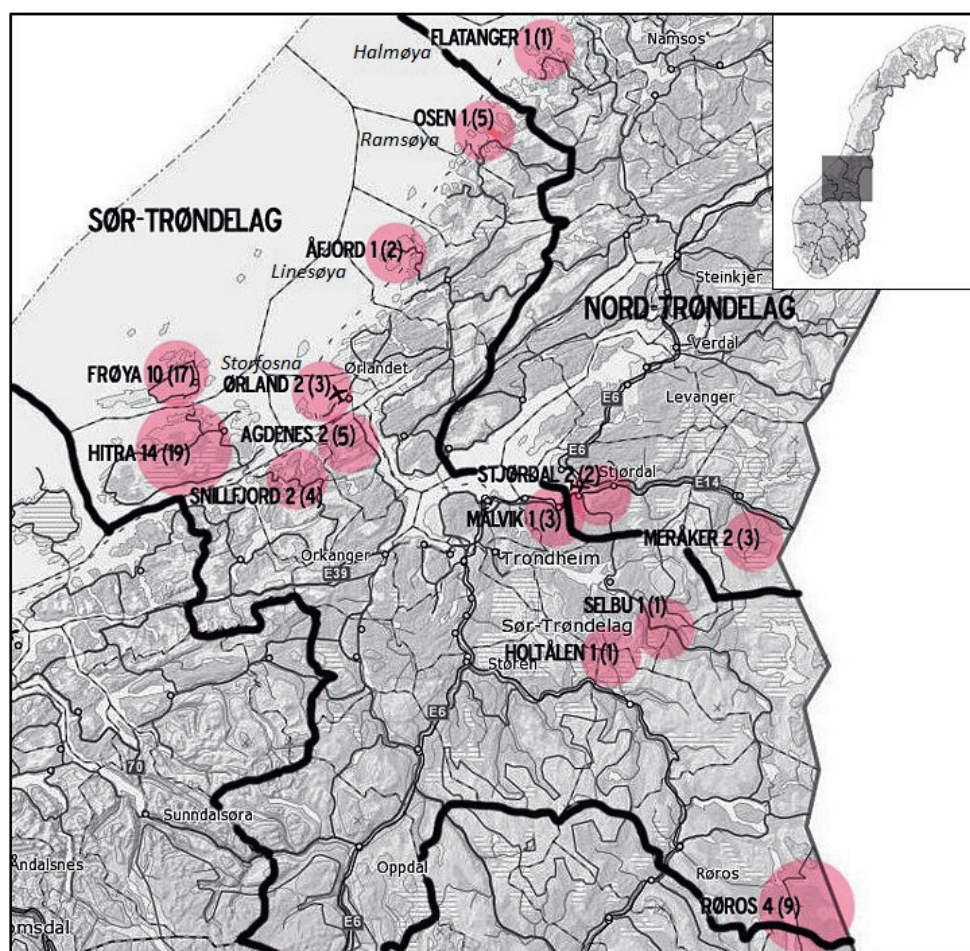 FLATANGER 1 (1)
Namsos
Halmøya
OSEN 1 (5)
Ramsøya
SØR-TRØNDELAG
ÅFJORD 1 (2)
Linesøya
Steinkjer
NORD-TRØNDELAG
Verdal
Storfosna
FRØYA 10 (17)
ØRLAND 2 (3)
Ørlandet
E6
Levanger
AGDENES 2 (5)
HITRA 14 (19)
E6
STJØRDAL 2 (2)
Stjørdal
E14
SNILLFJORD 2 (4)
MALVIK 1 (3)
MERÅKER 2 (3)
Orkanger
Trondheim
E39
SELBU 1 (1)
Sør-Trøndelag
HOLTÅLEN 1 (1)
Støren
E6
70
Sunndalsøra
Åndalsnes
Oppdal
Røros
RØROS 4 (9)
E6
omsdal